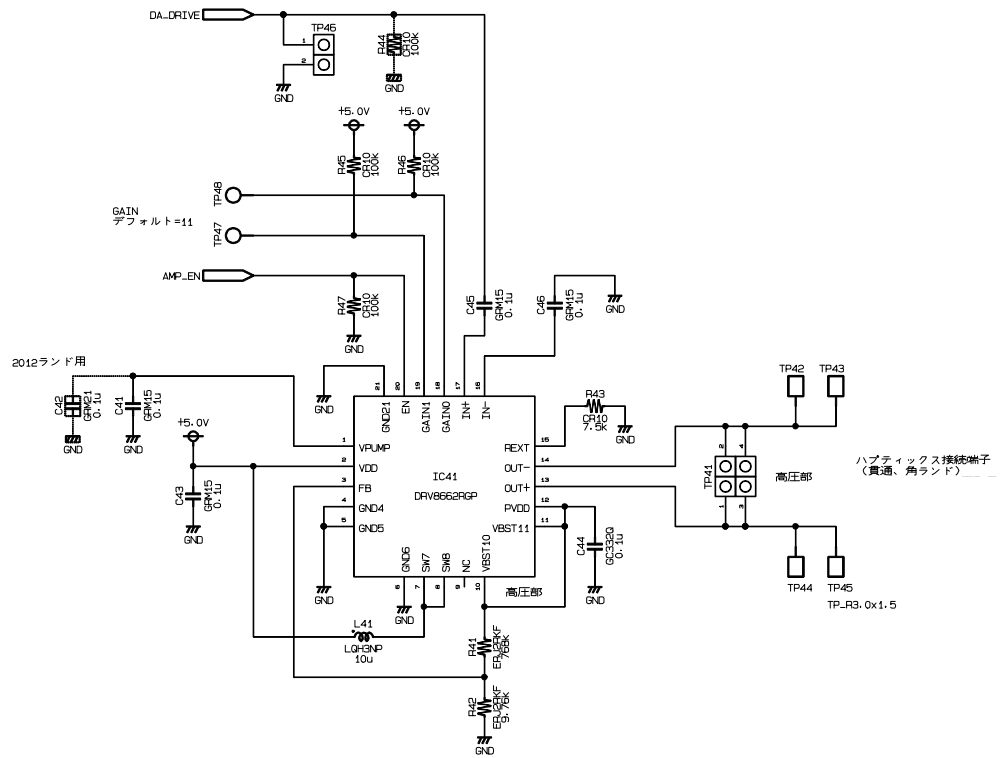 DA_DRIVE
TP46
1
2
GND
R44
CR10
100k
GND
+5.0V
+5.0V
R45
CR10
100k
R46
CR10
100k
TP48
GAIN
デフォルト=11
TP47
AMP_EN
R47
CR10
100k
GND
C45
GRM15
0.1u
C46
GRM15
0.1u
GND
2012ランド用
C42
GRM21
0.1u
GND
C41
GRM15
0.1u
GND
+5.0V
C43
GRM15
0.1u
GND
GND
21
20
19
18
17
16
GND21
EN
GAIN1
GAIN0
IN+
IN-
1
VPUMP
2
VDD
3
FB
4
GND4
5
GND5
IC41
DRV8662RGP
REXT
15
OUT-
14
OUT+
13
PVDD
12
VBST11
11
GND6
SW7
SW8
NC
VBST10
6
7
8
9
10
高圧部
GND
GND
R43
CR10
7.5k
GND
C44
GC332Q
0.1u
GND
L41
LQH3NP
10u
R41
ERJ2RKF
768k
R42
ERJ2RKF
9.76k
GND
TP42
TP43
2
4
TP41
1
3
高圧部
ハプティックス接続端子
(貫通、角ランド)
TP44
TP45
TP_R3.0x1.5